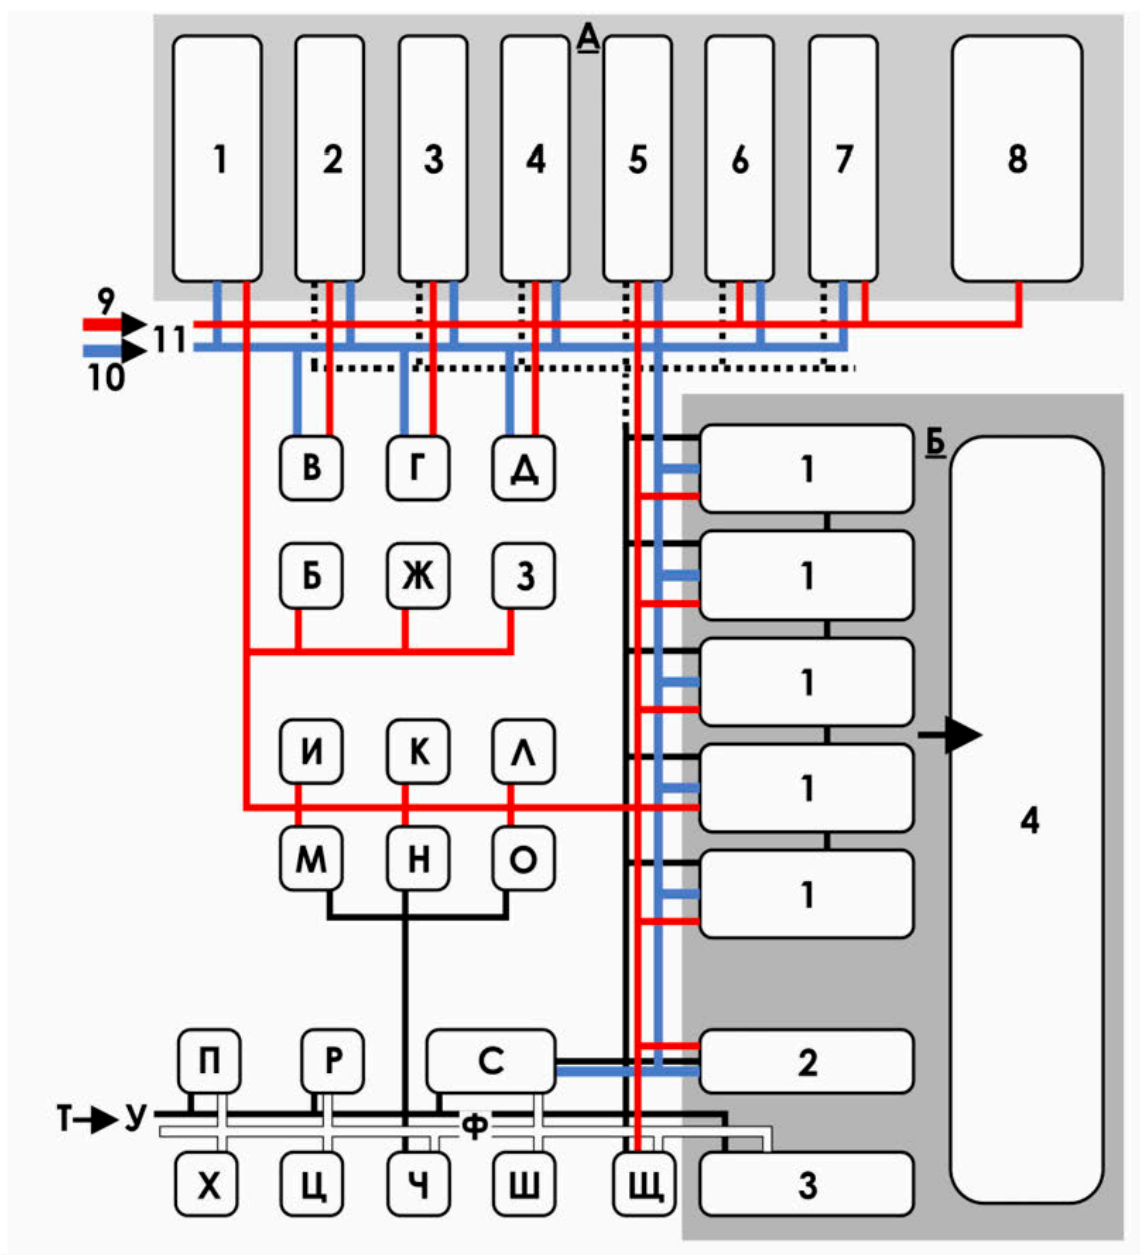 А
1 2 3 4 5 6 7 8
9
11
10
Б
В Г Д 1
Б Ж З 1
1
И К Л 1
4
М Н О 1
П Р С 2
Т У Ф
Х Ц Ч Ш Щ 3